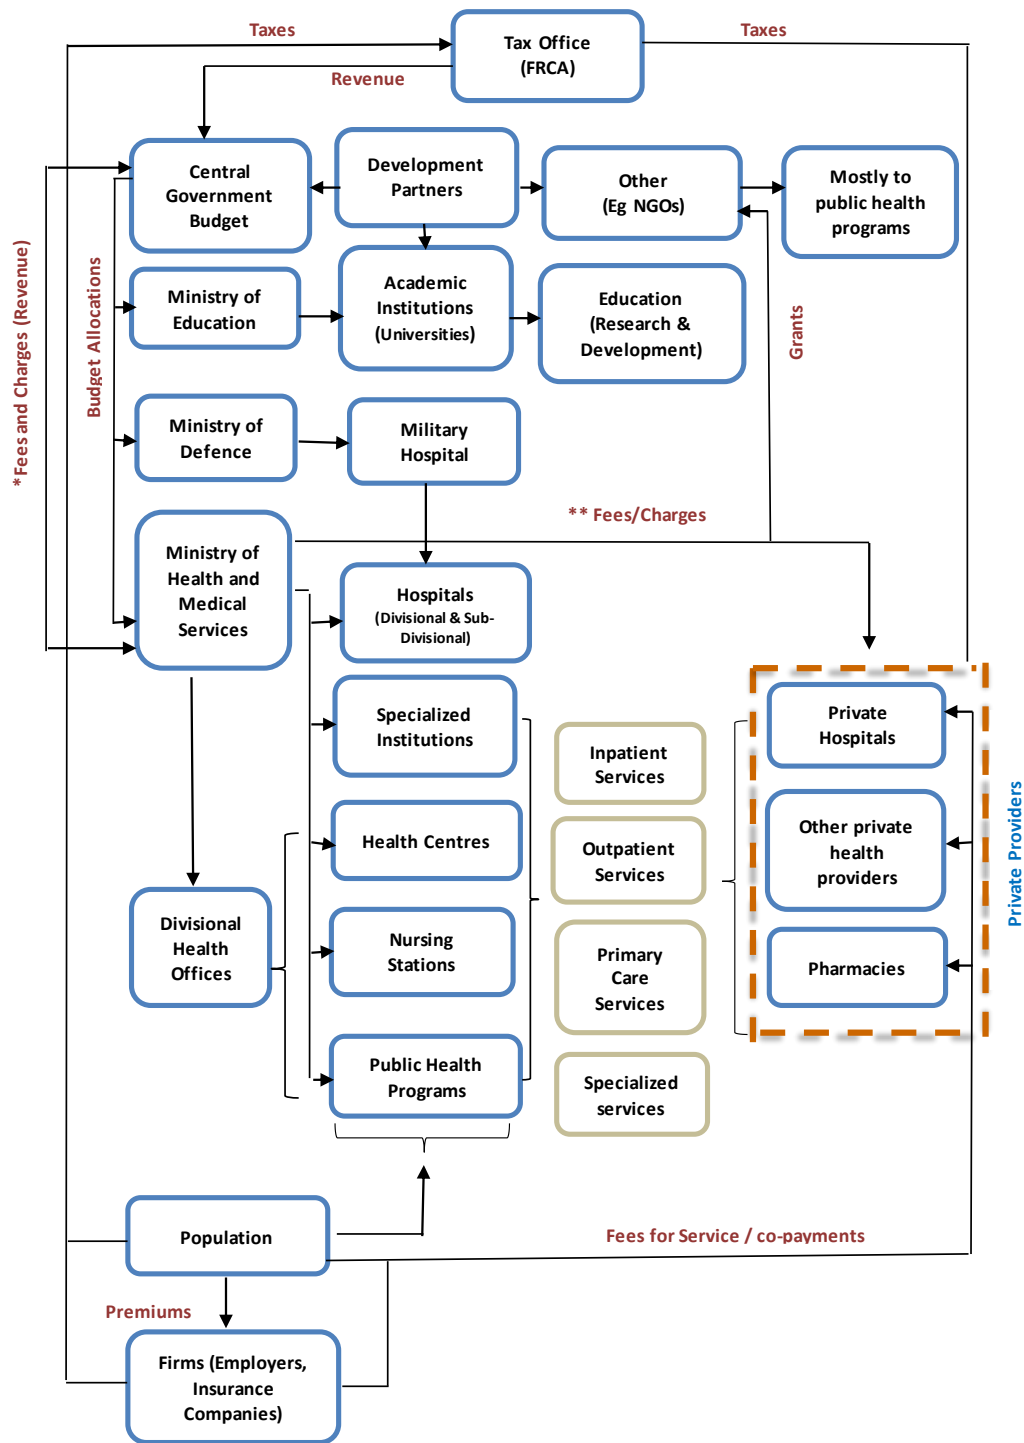 Taxes
Tax Office
(FRCA)
Taxes
Revenue
Central
Government
Budget
Development
Partners
Other
(Eg NGOs)
Mostly to
public health
programs
*Fees and Charges (Revenue)
Budget Allocations
Ministry of
Education
Academic
Institutions
(Universities)
Education
(Research &
Development)
Grants
Ministry of
Defence
Military
Hospital
** Fees/Charges
Ministry of
Health and
Medical
Services
Hospitals
(Divisional & Sub-
Divisional)
Specialized
Institutions
Inpatient
Services
Private
Hospitals
Health Centres
Outpatient
Services
Other private
health
providers
Private Providers
Divisional
Health
Offices
Nursing
Stations
Primary
Care
Services
Pharmacies
Public Health
Programs
Specialized
services
Population
Fees for Service / co-payments
Premiums
Firms (Employers,
Insurance
Companies)